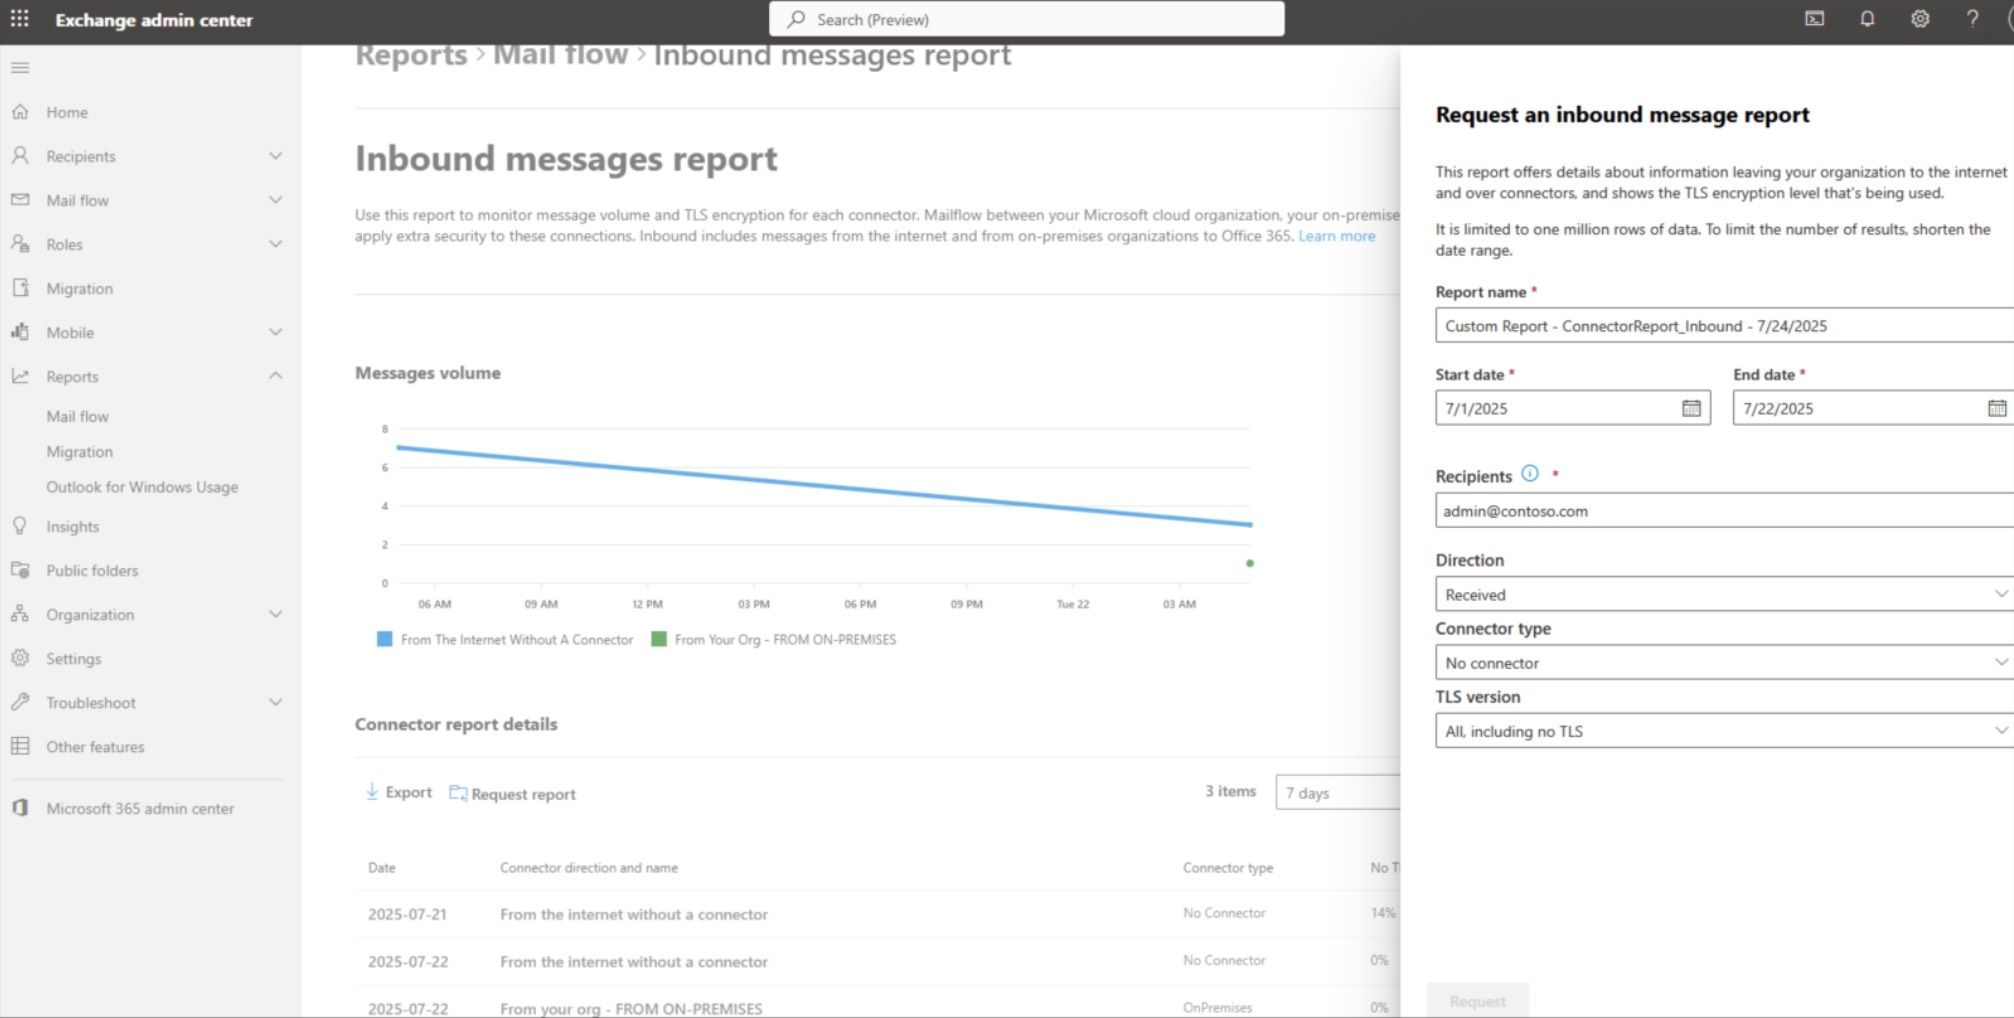 Exchange admin center
Search (Preview)
Home
Recipients
Mail flow
Roles
Migration
Mobile
Reports
Mail flow
Migration
Outlook for Windows Usage
Insights
Public folders
Organization
Settings
Troubleshoot
Other features
Microsoft 365 admin center
Reports > Mail flow > Inbound messages report
Inbound messages report
Use this report to monitor message volume and TLS encryption for each connector. Mailflow between your Microsoft cloud organization, your on-premise
apply extra security to these connections. Inbound includes messages from the internet and from on-premises organizations to Office 365. Learn more
Messages volume
8
6
4
2
0
06 AM 09 AM 12 PM 03 PM 06 PM 09 PM Tue 22 03 AM
From The Internet Without A Connector From Your Org - FROM ON-PREMISES
Connector report details
Export Request report 3 items 7 days
Date Connector direction and name Connector type No T
2025-07-21 From the internet without a connector No Connector 14%
2025-07-22 From the internet without a connector No Connector 0%
2025-07-22 From your org - FROM ON-PREMISES OnPremises 0%
Request an inbound message report
This report offers details about information leaving your organization to the internet
and over connectors, and shows the TLS encryption level that's being used.
It is limited to one million rows of data. To limit the number of results, shorten the
date range.
Report name *
Custom Report - ConnectorReport_Inbound - 7/24/2025
Start date * End date *
7/1/2025 7/22/2025
Recipients *
admin@contoso.com
Direction
Received
Connector type
No connector
TLS version
All, including no TLS
Request